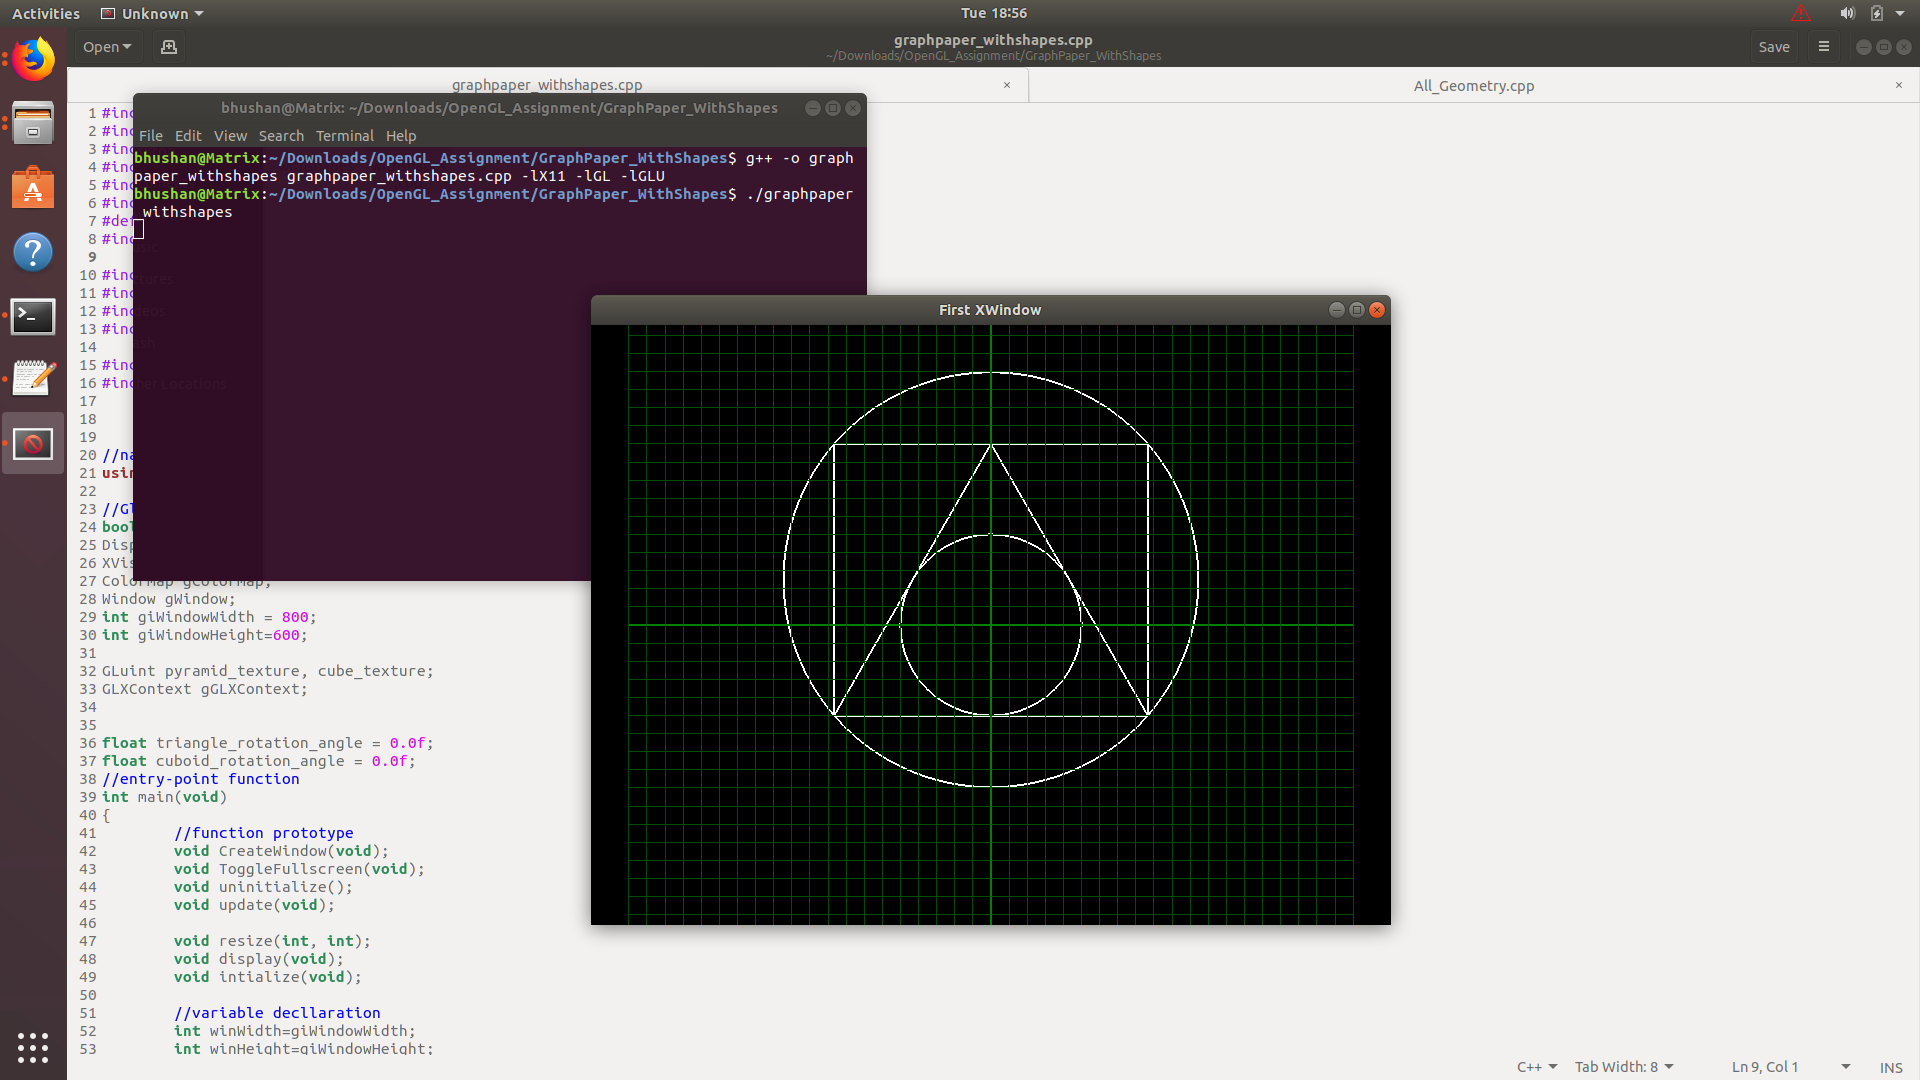 Activities
Unknown
Tue 18:56
Open
graphpaper_withshapes.cpp
~/Downloads/OpenGL_Assignment/GraphPaper_WithShapes
Save
graphpaper_withshapes.cpp ×
All_Geometry.cpp ×
bhushan@Matrix: ~/Downloads/OpenGL_Assignment/GraphPaper_WithShapes
File Edit View Search Terminal Help
bhushan@Matrix:~/Downloads/OpenGL_Assignment/GraphPaper_WithShapes$ g++ -o graph
paper_withshapes graphpaper_withshapes.cpp -lX11 -lGL -lGLU
bhushan@Matrix:~/Downloads/OpenGL_Assignment/GraphPaper_WithShapes$ ./graphpaper
_withshapes
First XWindow
1 #inc
2 #inc
3 #inc
4 #inc
5 #inc
6 #inc
7 #def
8 #inc
9
10 #inc
11 #inc
12 #inc
13 #inc
14
15 #inc
16 #inc
17
18
19
20 //na
21 usin
22
23 //Gl
24 bool
25 Disp
26 XVis
27 Colormap gColormap;
28 Window gWindow;
29 int giWindowWidth = 800;
30 int giWindowHeight=600;
31
32 GLuint pyramid_texture, cube_texture;
33 GLXContext gGLXContext;
34
35
36 float triangle_rotation_angle = 0.0f;
37 float cuboid_rotation_angle = 0.0f;
38 //entry-point function
39 int main(void)
40 {
41 //function prototype
42 void CreateWindow(void);
43 void ToggleFullscreen(void);
44 void uninitialize();
45 void update(void);
46
47 void resize(int, int);
48 void display(void);
49 void intialize(void);
50
51 //variable decllaration
52 int winWidth=giWindowWidth;
53 int winHeight=giWindowHeight;
C++ Tab Width: 8 Ln 9, Col 1 INS